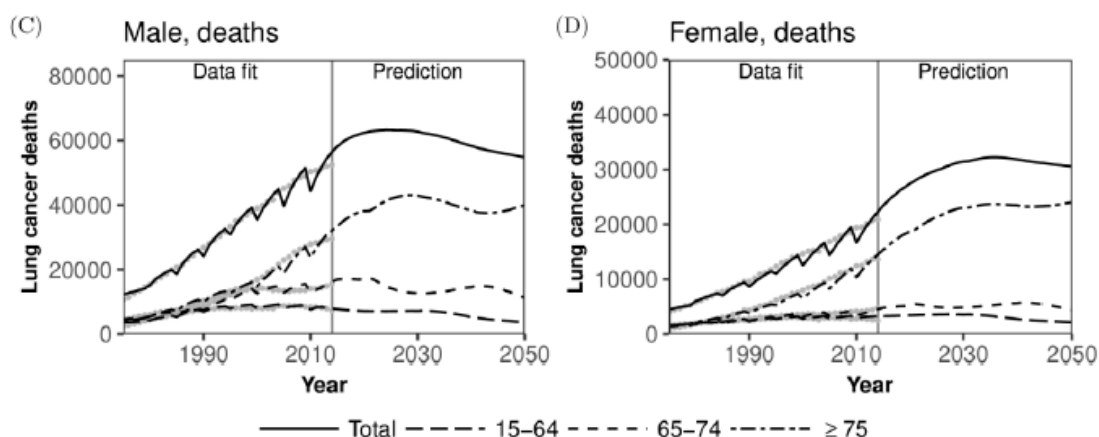 (C) Male, deaths
Data fit Prediction
80000
60000
40000
20000
0
Lung cancer deaths
1990 2010 2030 2050
Year
(D) Female, deaths
Data fit Prediction
50000
40000
30000
20000
10000
0
Lung cancer deaths
1990 2010 2030 2050
Year
Total 15–64 65–74 ≥ 75